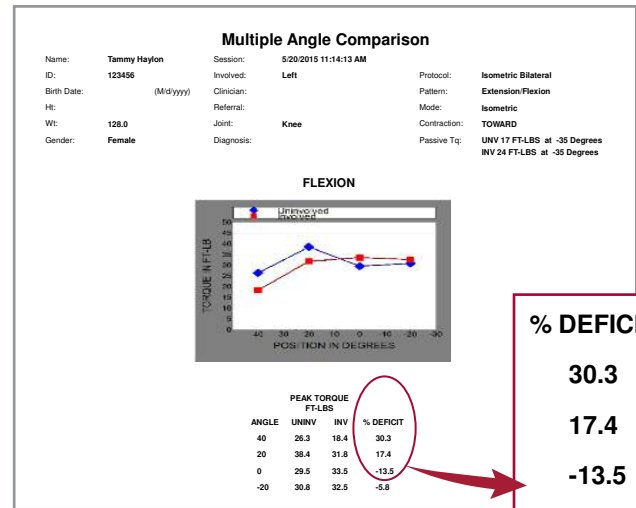 Multiple Angle Comparison
Name: Tammy Haylon Session: 5/20/2015 11:14:13 AM
ID: 123456 Involved: Left Protocol: Isometric Bilateral
Birth Date: (M/d/yyyy) Clinician: Pattern: Extension/Flexion
Ht: Referral: Mode: Isometric
Wt: 128.0 Joint: Knee Contraction: TOWARD
Gender: Female Diagnosis: Passive Tq: UNV 17 FT-LBS at -35 Degrees
INV 24 FT-LBS at -35 Degrees
FLEXION
Uninvolved
Involved
TORQUE IN FT-LB
50
45
40
35
30
25
20
15
10
5
0
40 30 20 10 0 -10 -20 -30
POSITION IN DEGREES
PEAK TORQUE
FT-LBS
ANGLE UNINV INV % DEFICIT
40 26.3 18.4 30.3
20 38.4 31.8 17.4
0 29.5 33.5 -13.5
-20 30.8 32.5 -5.8
% DEFICI
30.3
17.4
-13.5